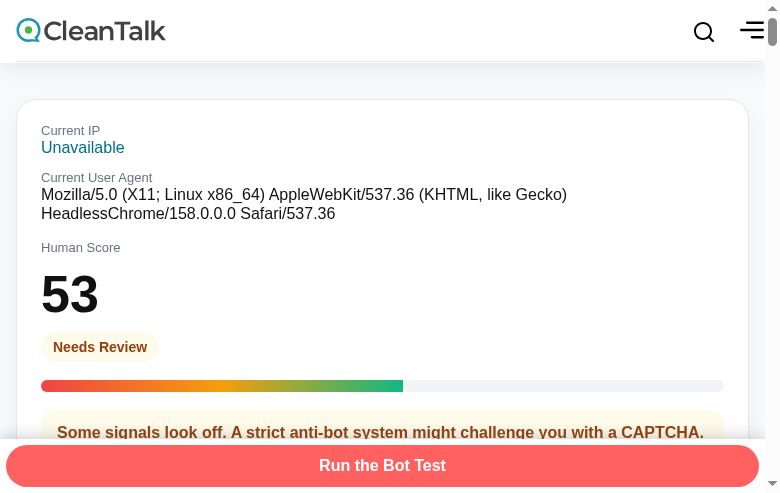 CleanTalk
Current IP
Unavailable
Current User Agent
Mozilla/5.0 (X11; Linux x86_64) AppleWebKit/537.36 (KHTML, like Gecko)
HeadlessChrome/158.0.0.0 Safari/537.36
Human Score
53
Needs Review
Some signals look off. A strict anti-bot system might challenge you with a CAPTCHA.
Run the Bot Test